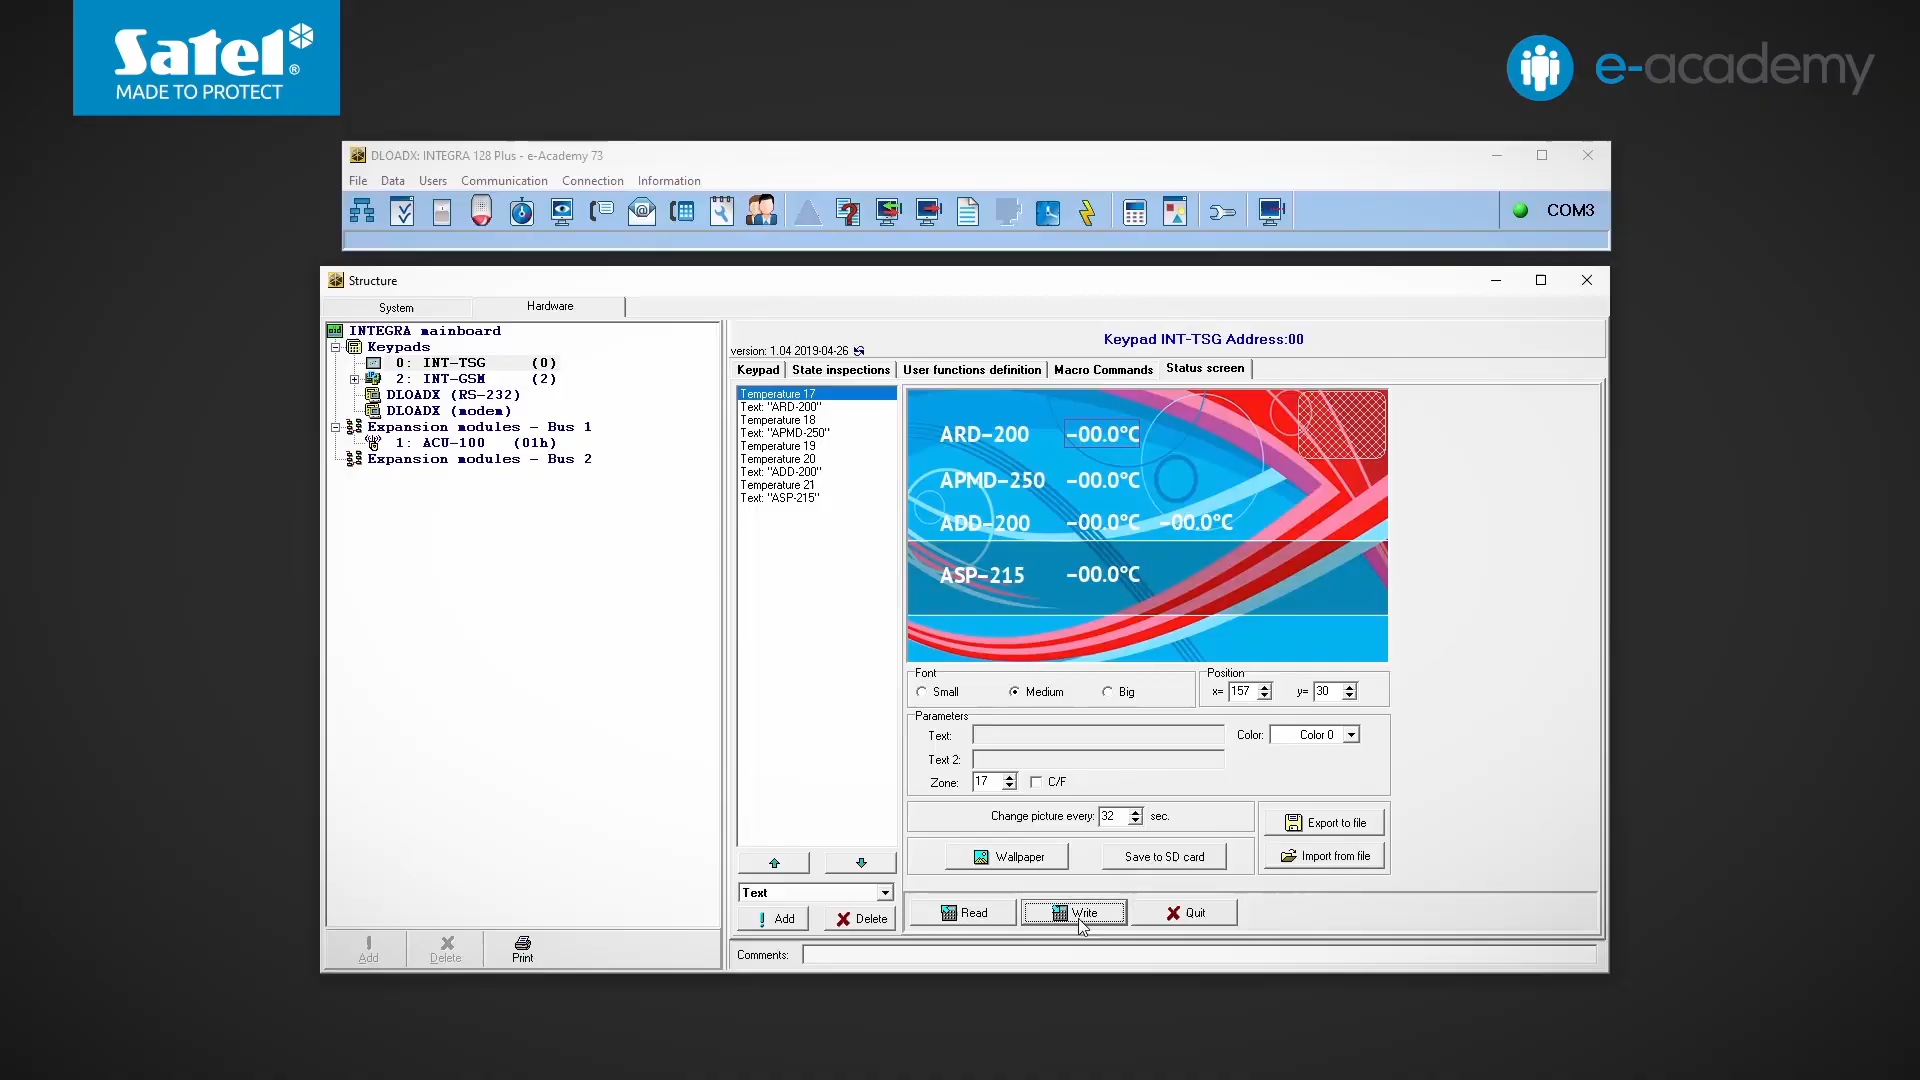 Satel®
MADE TO PROTECT
e-academy
DLOADX: INTEGRA 128 Plus - e-Academy 73
File Data Users Communication Connection Information
COM3
Structure
System Hardware
INTEGRA mainboard
Keypads
0: INT-TSG (0)
2: INT-GSM (2)
DLOADX (RS-232)
DLOADX (modem)
Expansion modules - Bus 1
1: ACU-100 (01h)
Expansion modules - Bus 2
Add Delete Print
Keypad INT-TSG Address:00
version: 1.04 2019-04-26
Keypad State inspections User functions definition Macro Commands Status screen
Temperature 17
Text: "ARD-200"
Temperature 18
Text: "APMD-250"
Temperature 19
Temperature 20
Text: "ADD-200"
Temperature 21
Text: "ASP-215"
Text
Add Delete
ARD-200 -00.0°C
APMD-250 -00.0°C
ADD-200 -00.0°C -00.0°C
ASP-215 -00.0°C
Font
Small Medium Big
Position
x= 157 y= 30
Parameters
Text:
Color: Color 0
Text 2:
Zone: 17 C/F
Change picture every: 32 sec.
Export to file
Wallpaper Save to SD card Import from file
Read Write Quit
Comments: